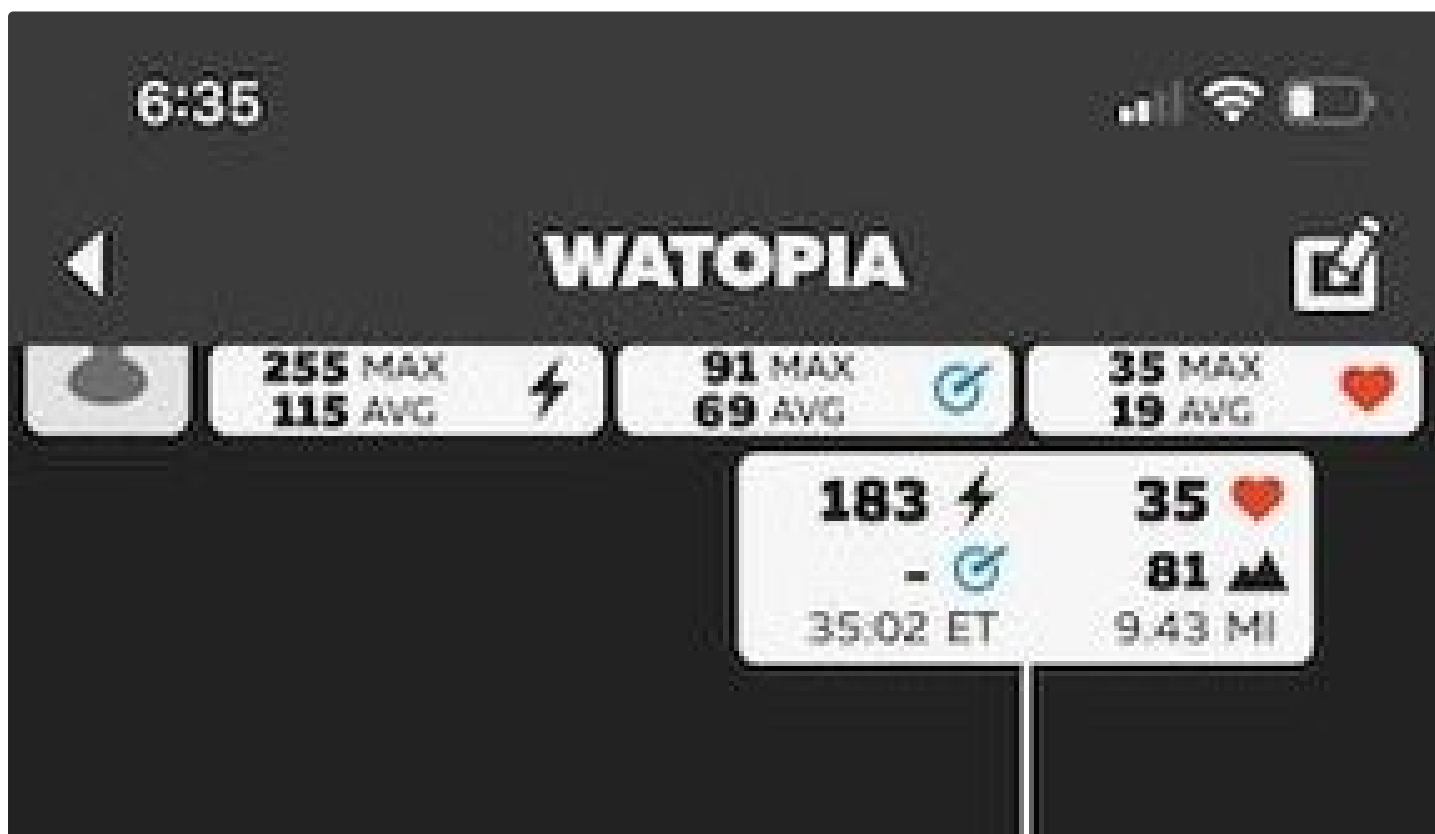 6:35
WATOPIA
255 MAX 91 MAX 35 MAX
115 AVG 69 AVG 19 AVG
183 35
- 81
35:02 ET 9.43 MI